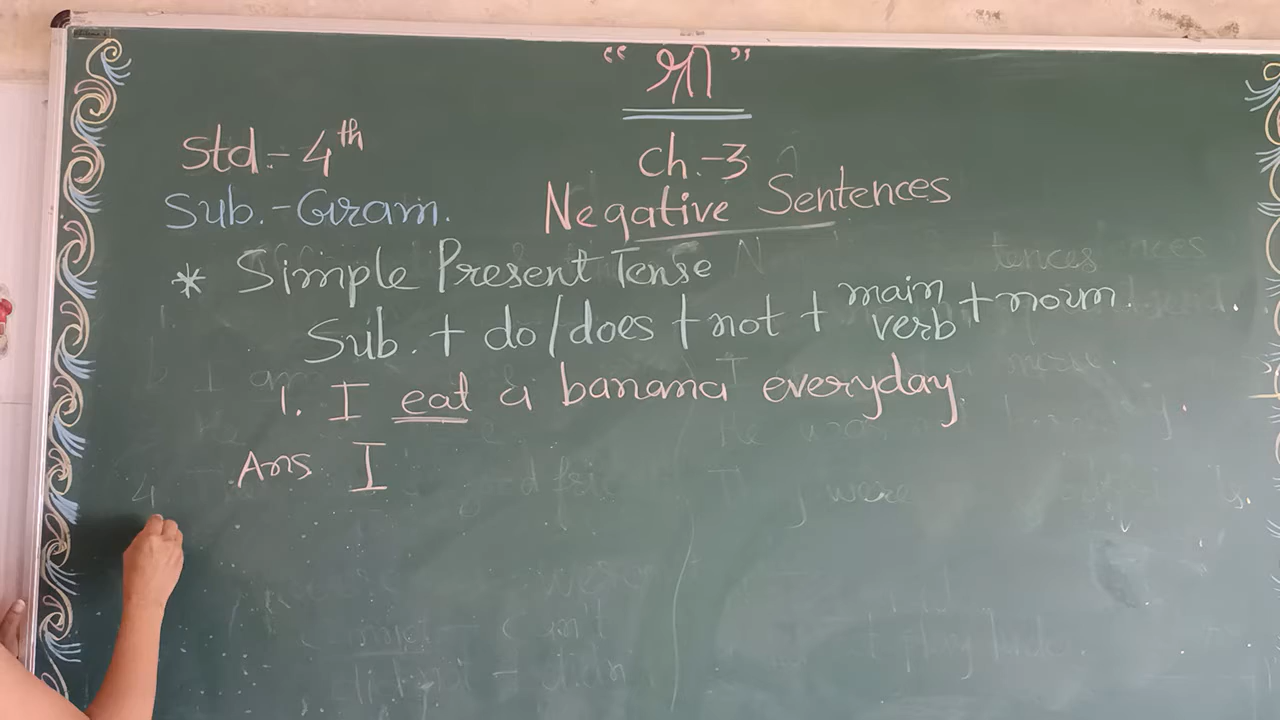 “ श्री ”
Std.- 4th
Ch.-3
Sub.-Gram.
Negative Sentences
* Simple Present Tense
Sub. + do/does + not + main verb + norm.
1. I eat a banana everyday.
Ans I